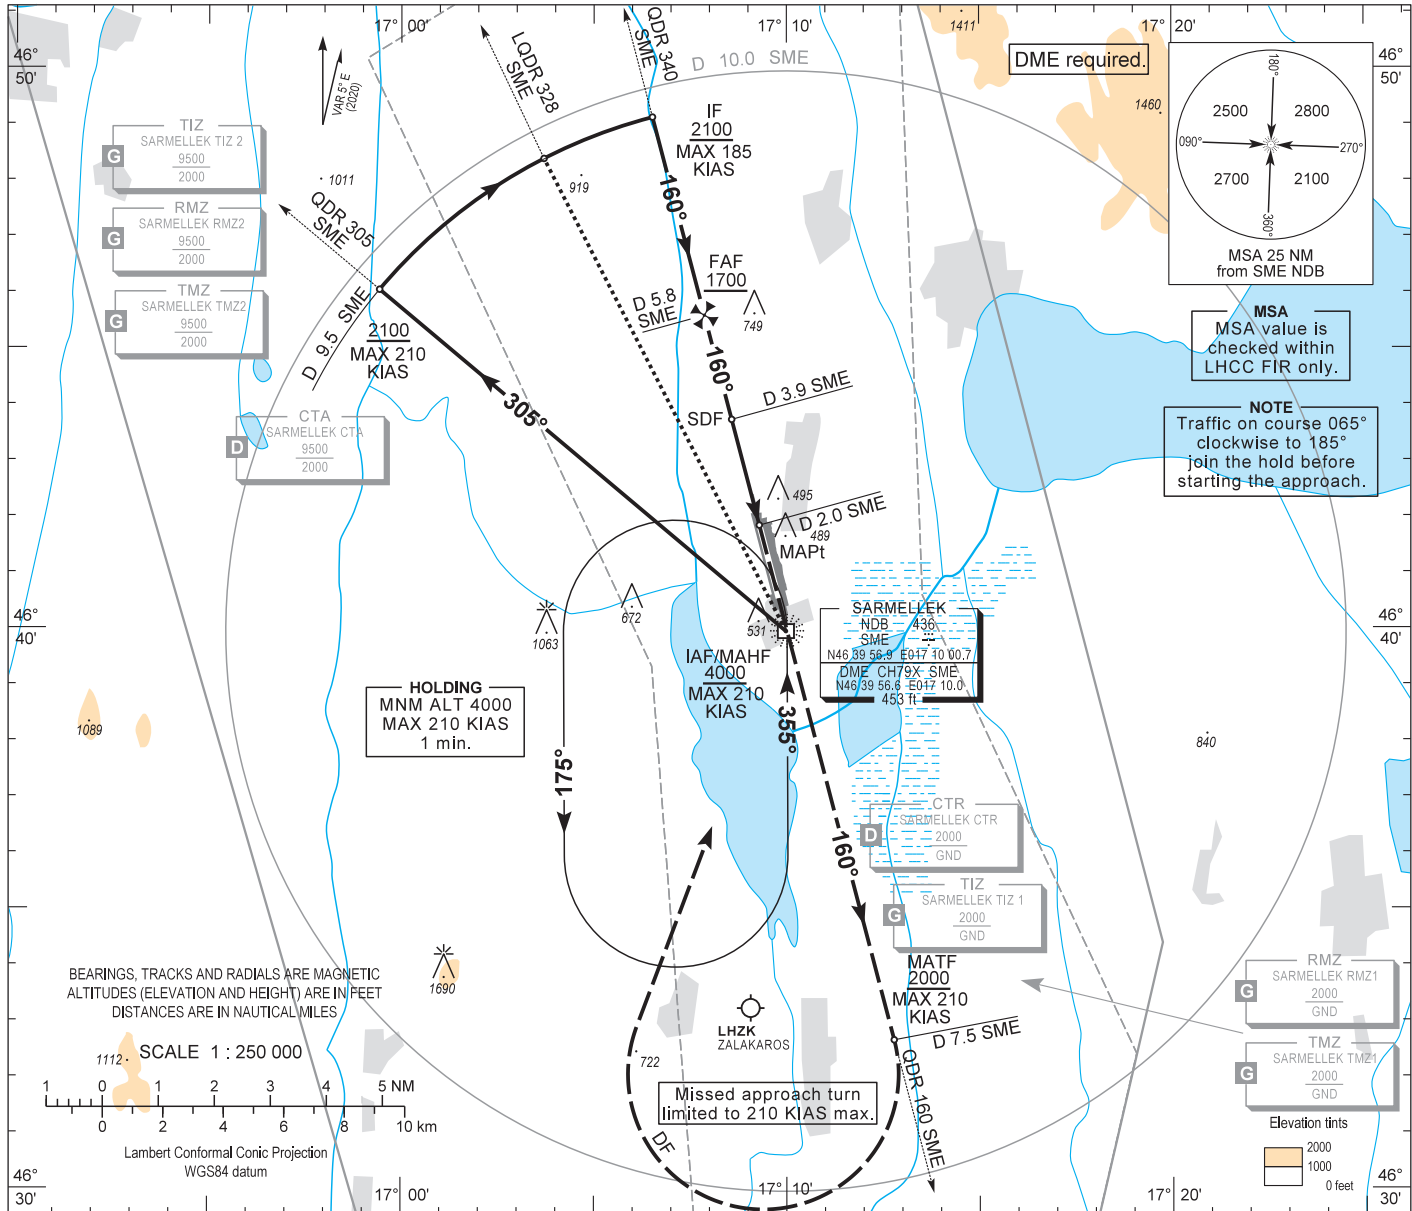 17° 00'
17° 10'
17° 20'
46°
50'
46°
50'
VAR 5° E
(2020)
LQDR 328
SME
QDR 340
SME
D 10.0 SME
1411
DME required.
1460
180°
2500
2800
090°
270°
2700
2100
360°
MSA 25 NM
from SME NDB
TIZ
SARMELLEK TIZ 2
G
9500
2000
1011
QDR 305
SME
RMZ
SARMELLEK RMZ2
G
9500
2000
TMZ
SARMELLEK TMZ2
G
9500
2000
IF
2100
MAX 185
KIAS
919
160°
FAF
1700
D 5.8
SME
749
D 9.5 SME
2100
MAX 210
KIAS
160°
305°
D 3.9 SME
SDF
MSA
MSA value is
checked within
LHCC FIR only.
NOTE
Traffic on course 065°
clockwise to 185°
join the hold before
starting the approach.
CTA
SARMELLEK CTA
D
9500
2000
495
D 2.0 SME
489
MAPt
46°
40'
46°
40'
1063
672
531
SARMELLEK
NDB 436
SME
N46 39 56.9 E017 10 00.7
DME CH79X SME
N46 39 56.6 E017 10.0
453 ft
IAF/MAHF
4000
MAX 210
KIAS
HOLDING
MNM ALT 4000
MAX 210 KIAS
1 min.
1089
840
355°
175°
CTR
SARMELLEK CTR
D
2000
GND
160°
TIZ
SARMELLEK TIZ 1
G
2000
GND
MATF
2000
MAX 210
KIAS
RMZ
SARMELLEK RMZ1
G
2000
GND
TMZ
SARMELLEK TMZ1
G
2000
GND
BEARINGS, TRACKS AND RADIALS ARE MAGNETIC
ALTITUDES (ELEVATION AND HEIGHT) ARE IN FEET
DISTANCES ARE IN NAUTICAL MILES
1690
LHZK
ZALAKAROS
D 7.5 SME
722
1112
SCALE 1 : 250 000
1 0 1 2 3 4 5 NM
0 2 4 6 8 10 km
Missed approach turn
limited to 210 KIAS max.
DF
QDR 160 SME
Lambert Conformal Conic Projection
WGS84 datum
Elevation tints
2000
1000
0 feet
46°
30'
46°
30'
17° 00'
17° 10'
17° 20'